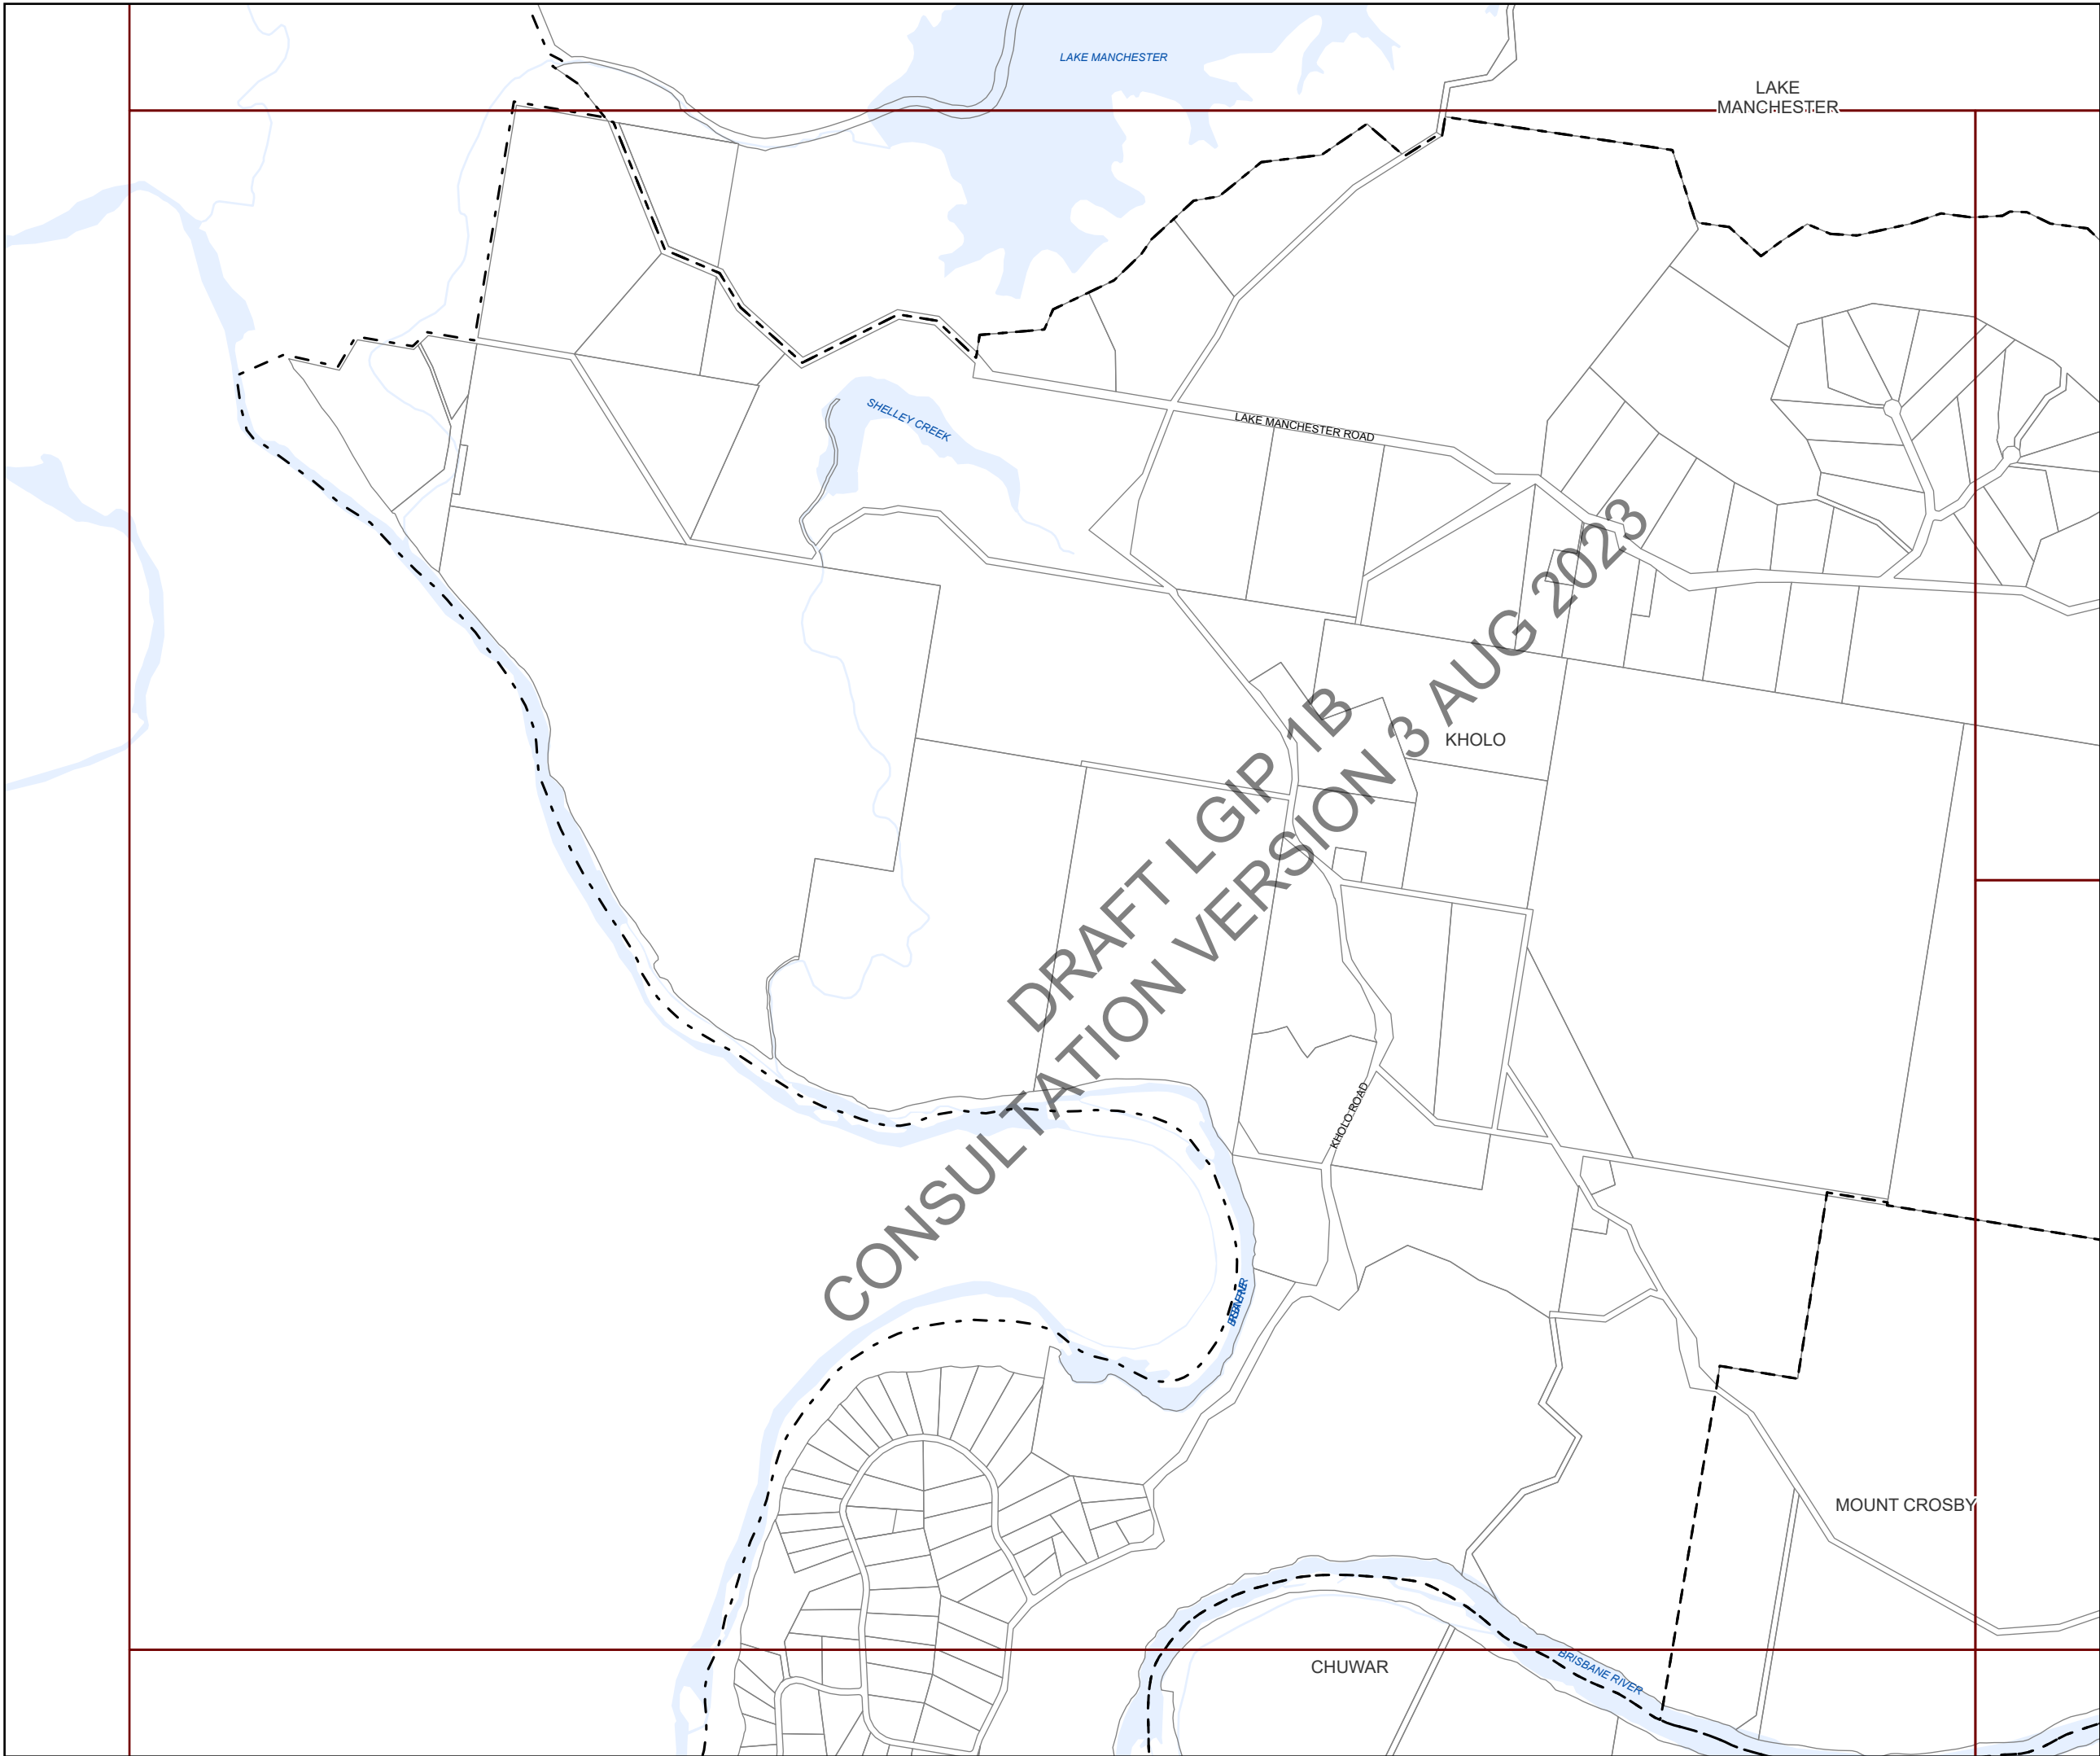 LAKE MANCHESTER
LAKE
MANCHESTER
SHELLEY CREEK
LAKE MANCHESTER ROAD
KHOLO
DRAFT LGIP 1B
CONSULTATION VERSION 3 AUG 2023
KHOLO ROAD
MOUNT CROSBY
CHUWAR
BRISBANE RIVER